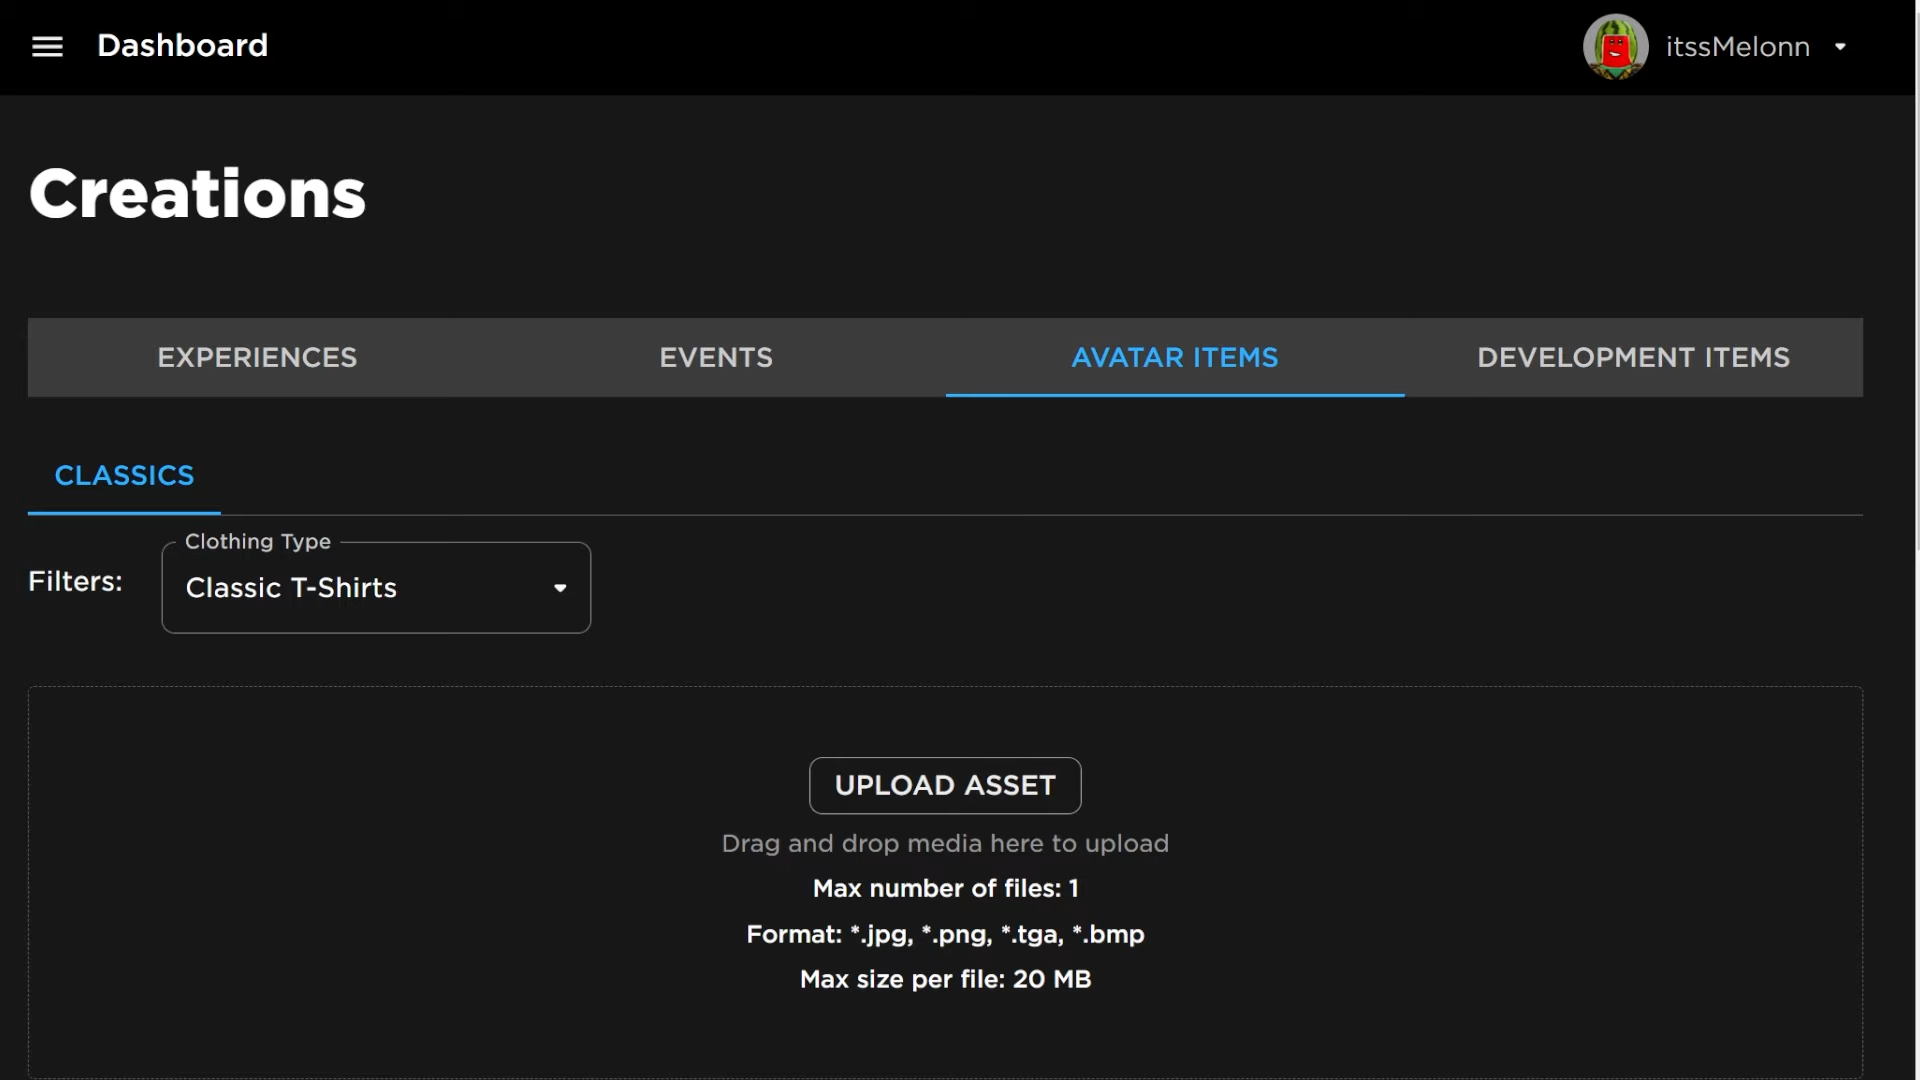 Dashboard
itssMelonn
Creations
EXPERIENCES
EVENTS
AVATAR ITEMS
DEVELOPMENT ITEMS
CLASSICS
Filters:
Clothing Type
Classic T-Shirts
UPLOAD ASSET
Drag and drop media here to upload
Max number of files: 1
Format: *.jpg, *.png, *.tga, *.bmp
Max size per file: 20 MB